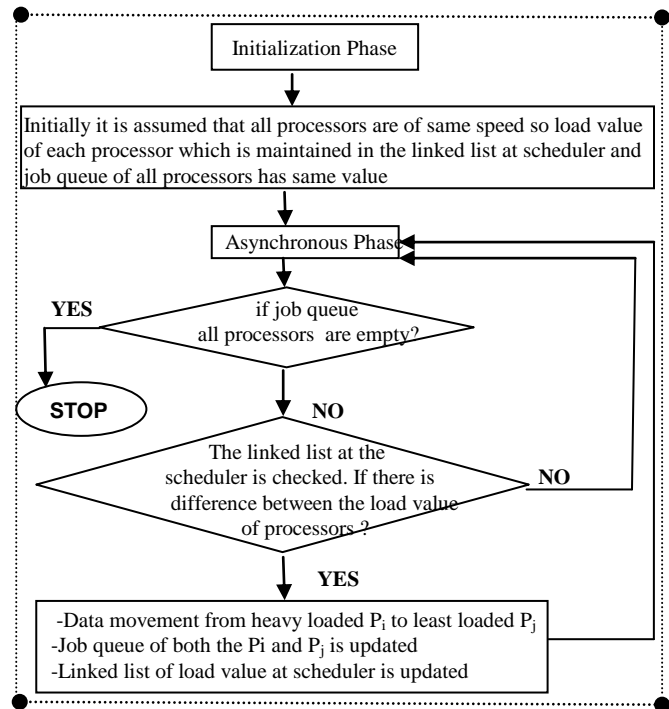 Initialization Phase
Initially it is assumed that all processors are of same speed so load value
of each processor which is maintained in the linked list at scheduler and
job queue of all processors has same value
Asynchronous Phase
YES
if job queue
all processors are empty?
STOP
NO
The linked list at the
scheduler is checked. If there is
difference between the load value
of processors ?
NO
YES
-Data movement from heavy loaded Pi to least loaded Pj
-Job queue of both the Pi and Pj is updated
-Linked list of load value at scheduler is updated